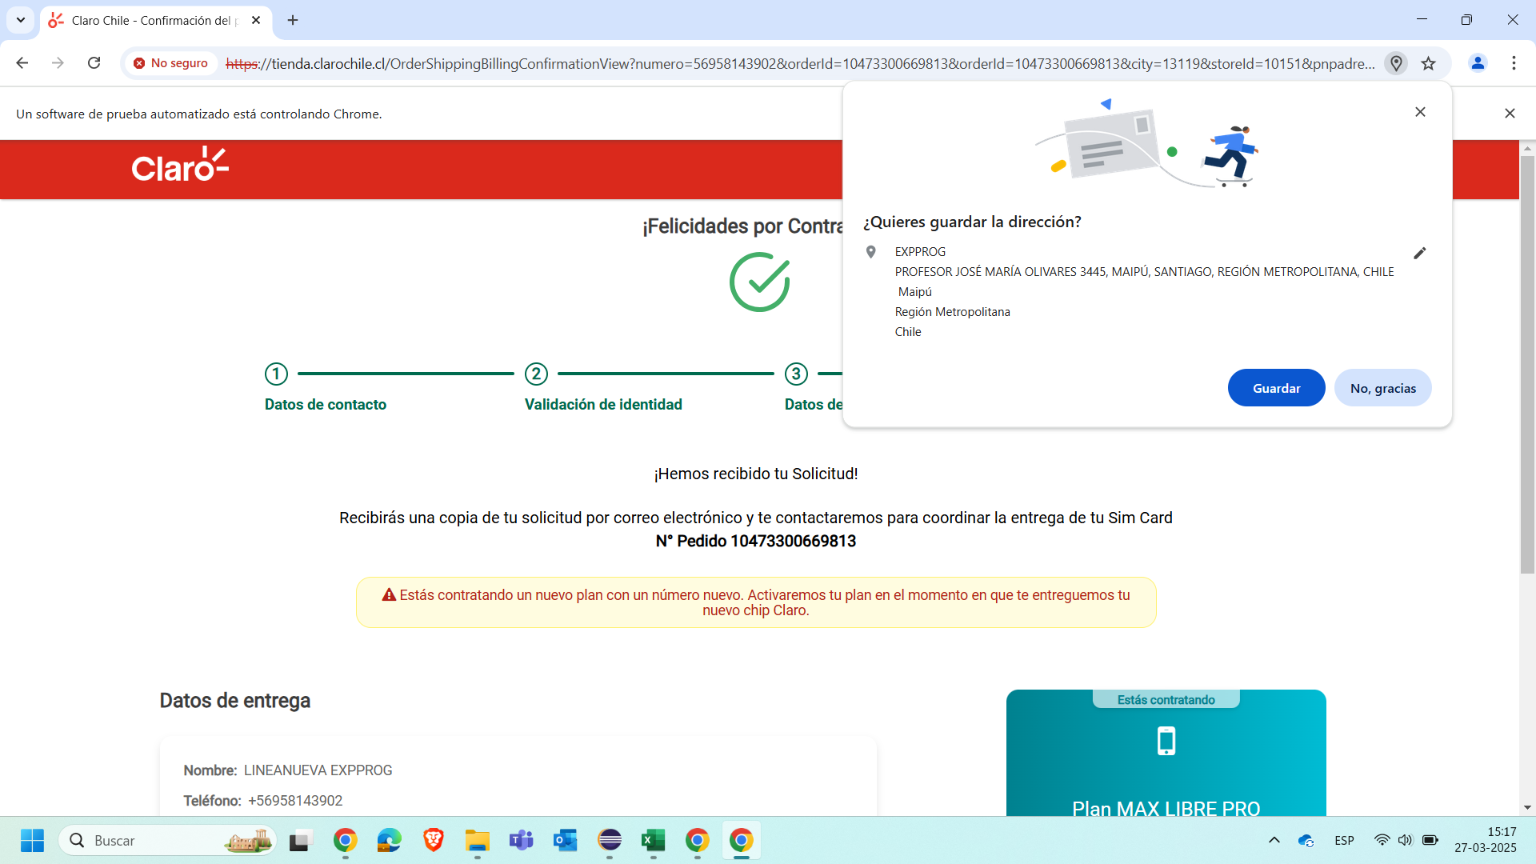 Claro Chile - Confirmación del p
No seguro
https://tienda.clarochile.cl/OrderShippingBillingConfirmationView?numero=56958143902&orderId=10473300669813&orderId=10473300669813&city=13119&storeId=10151&pnpadre...
Un software de prueba automatizado está controlando Chrome.
Claro
¡Felicidades por Contra
¿Quieres guardar la dirección?
EXPPROG
PROFESOR JOSÉ MARÍA OLIVARES 3445, MAIPÚ, SANTIAGO, REGIÓN METROPOLITANA, CHILE
Maipú
Región Metropolitana
Chile
Guardar
No, gracias
1
2
3
Datos de contacto
Validación de identidad
Datos de
¡Hemos recibido tu Solicitud!
Recibirás una copia de tu solicitud por correo electrónico y te contactaremos para coordinar la entrega de tu Sim Card
N° Pedido 10473300669813
Estás contratando un nuevo plan con un número nuevo. Activaremos tu plan en el momento en que te entreguemos tu
nuevo chip Claro.
Datos de entrega
Nombre: LINEANUEVA EXPPROG
Teléfono: +56958143902
Estás contratando
Plan MAX LIBRE PRO
Buscar
ESP
15:17
27-03-2025